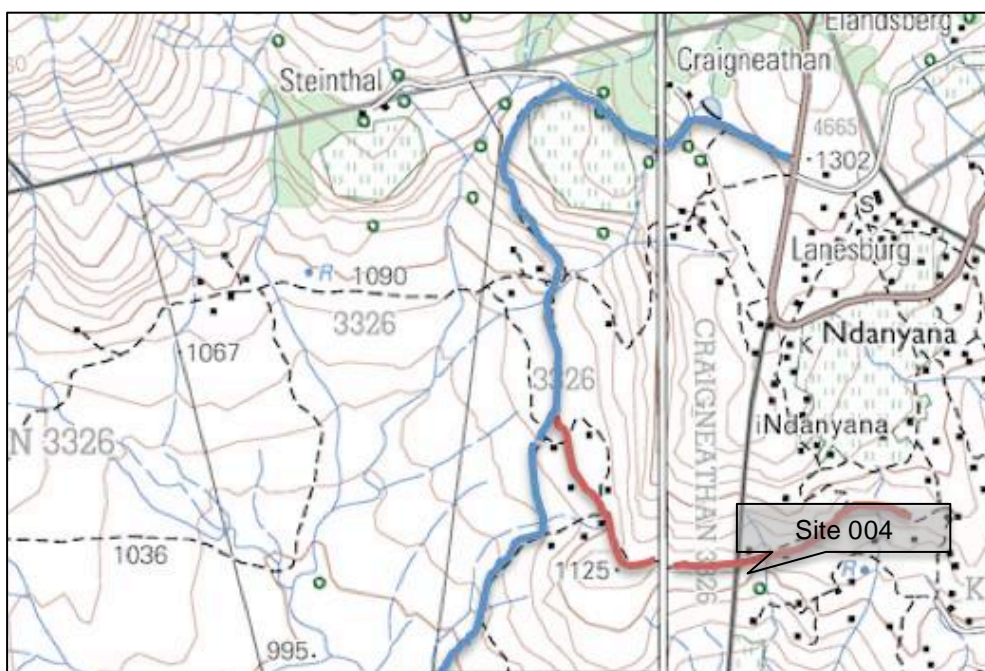 Elandsberg
Craigneathan
Steinthal
4665
1302
S
Lanesburg
R
1090
3326
Ndanyana
1067
K
3326
CRAIGNEATHAN 3326
iNdanyana
N 3326
Site 004
1036
1125
R
K
995